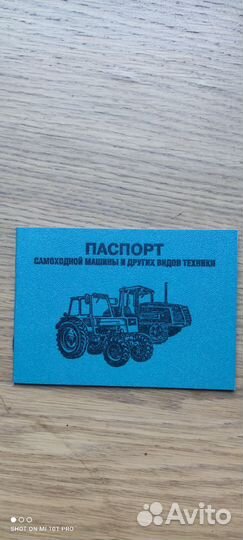 ПАСПОРТ
САМОХОДНОЙ МАШИНЫ И ДРУГИХ ВИДОВ ТЕХНИКИ
SHOT ON MI 10T PRO
Avito